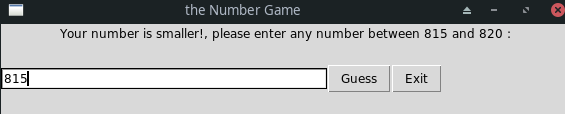 the Number Game
Your number is smaller!, please enter any number between 815 and 820 :
815 Guess Exit